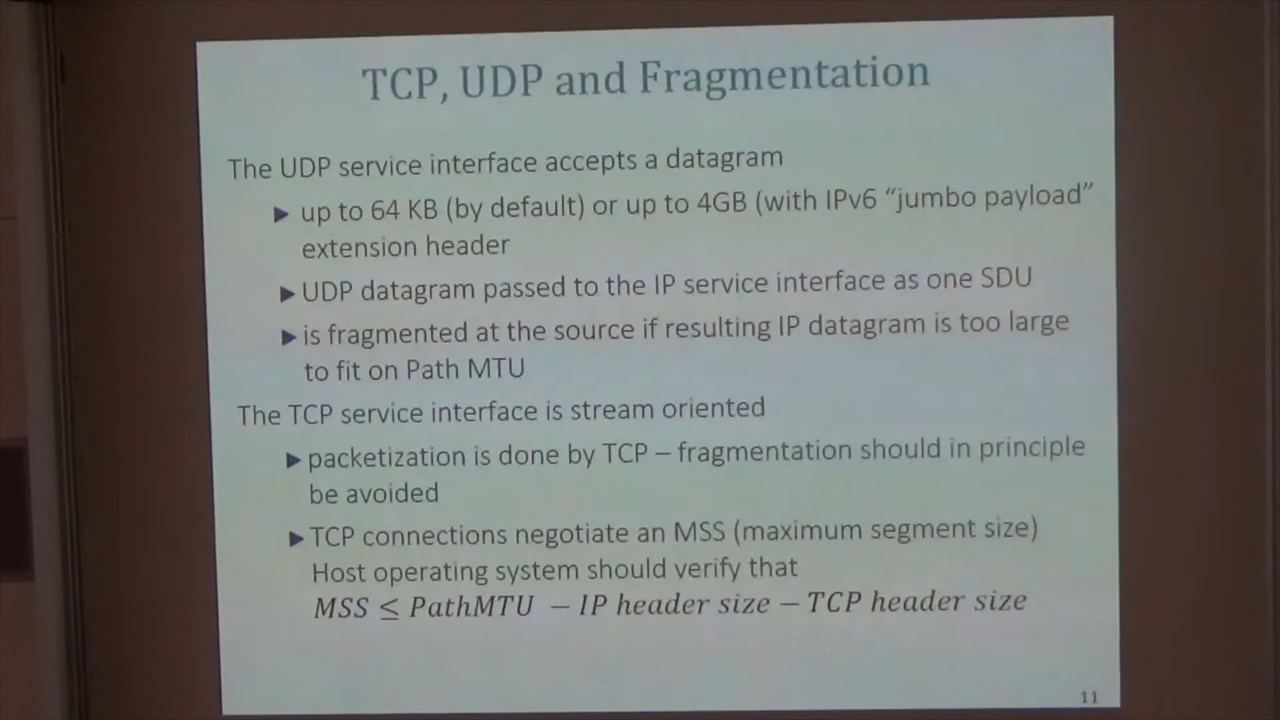 TCP, UDP and Fragmentation
The UDP service interface accepts a datagram
▶ up to 64 KB (by default) or up to 4GB (with IPv6 “jumbo payload”
extension header
▶ UDP datagram passed to the IP service interface as one SDU
▶ is fragmented at the source if resulting IP datagram is too large
to fit on Path MTU
The TCP service interface is stream oriented
▶ packetization is done by TCP – fragmentation should in principle
be avoided
▶ TCP connections negotiate an MSS (maximum segment size)
Host operating system should verify that
MSS ≤ PathMTU − IP header size − TCP header size
11